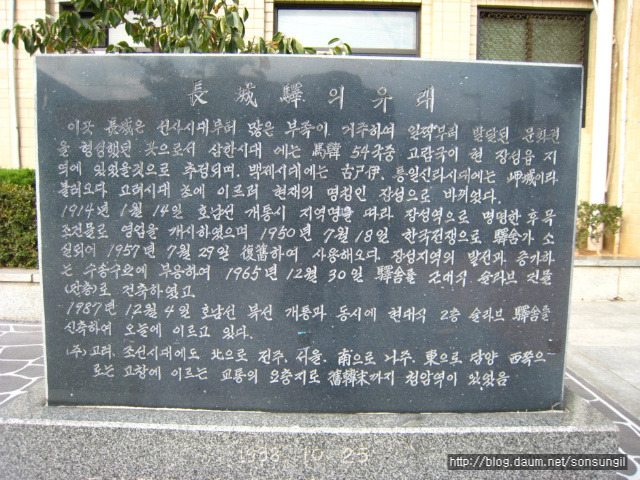 長城驛의 유래
이곳 長城은 선사시대부터 많은 부족이 거주하여 일찍부터 발달된 문화권
을 형성했던 곳으로서 삼한시대에는 馬韓 54국중 고랍국이 현 장성읍 지
역에 있었을것으로 추정되며, 백제시대에는 古尸伊, 통일신라시대에는 岬城이라
불리오다 고려시대 초에 이르러 현재의 명칭인 장성으로 바뀌었다.
1914년 1월 14일 호남선 개통시 지역명을 따라 장성역으로 명명한 후 목
조건물로 영업을 개시하였으며 1950년 7월 18일 한국전쟁으로 驛舍가 소
실되어 1957년 7월 29일 復舊하여 사용해오다 장성지역의 발전과 증가하
는 수송수요에 부응하여 1965년 12월 30일 驛舍를 근대식 슬라브 건물
(단층)로 건축하였고
1987년 12월 4일 호남선 복선 개통과 동시에 현대식 2층 슬라브 驛舍를
신축하여 오늘에 이르고 있다.
(주) 고려, 조선시대에도 北으로 전주, 서울, 南으로 나주, 東으로 담양 西쪽으
로는 고창에 이르는 교통의 요충지로 舊韓末까지 청암역이 있었음
1998. 10. 25
http://blog.daum.net/sonsungil